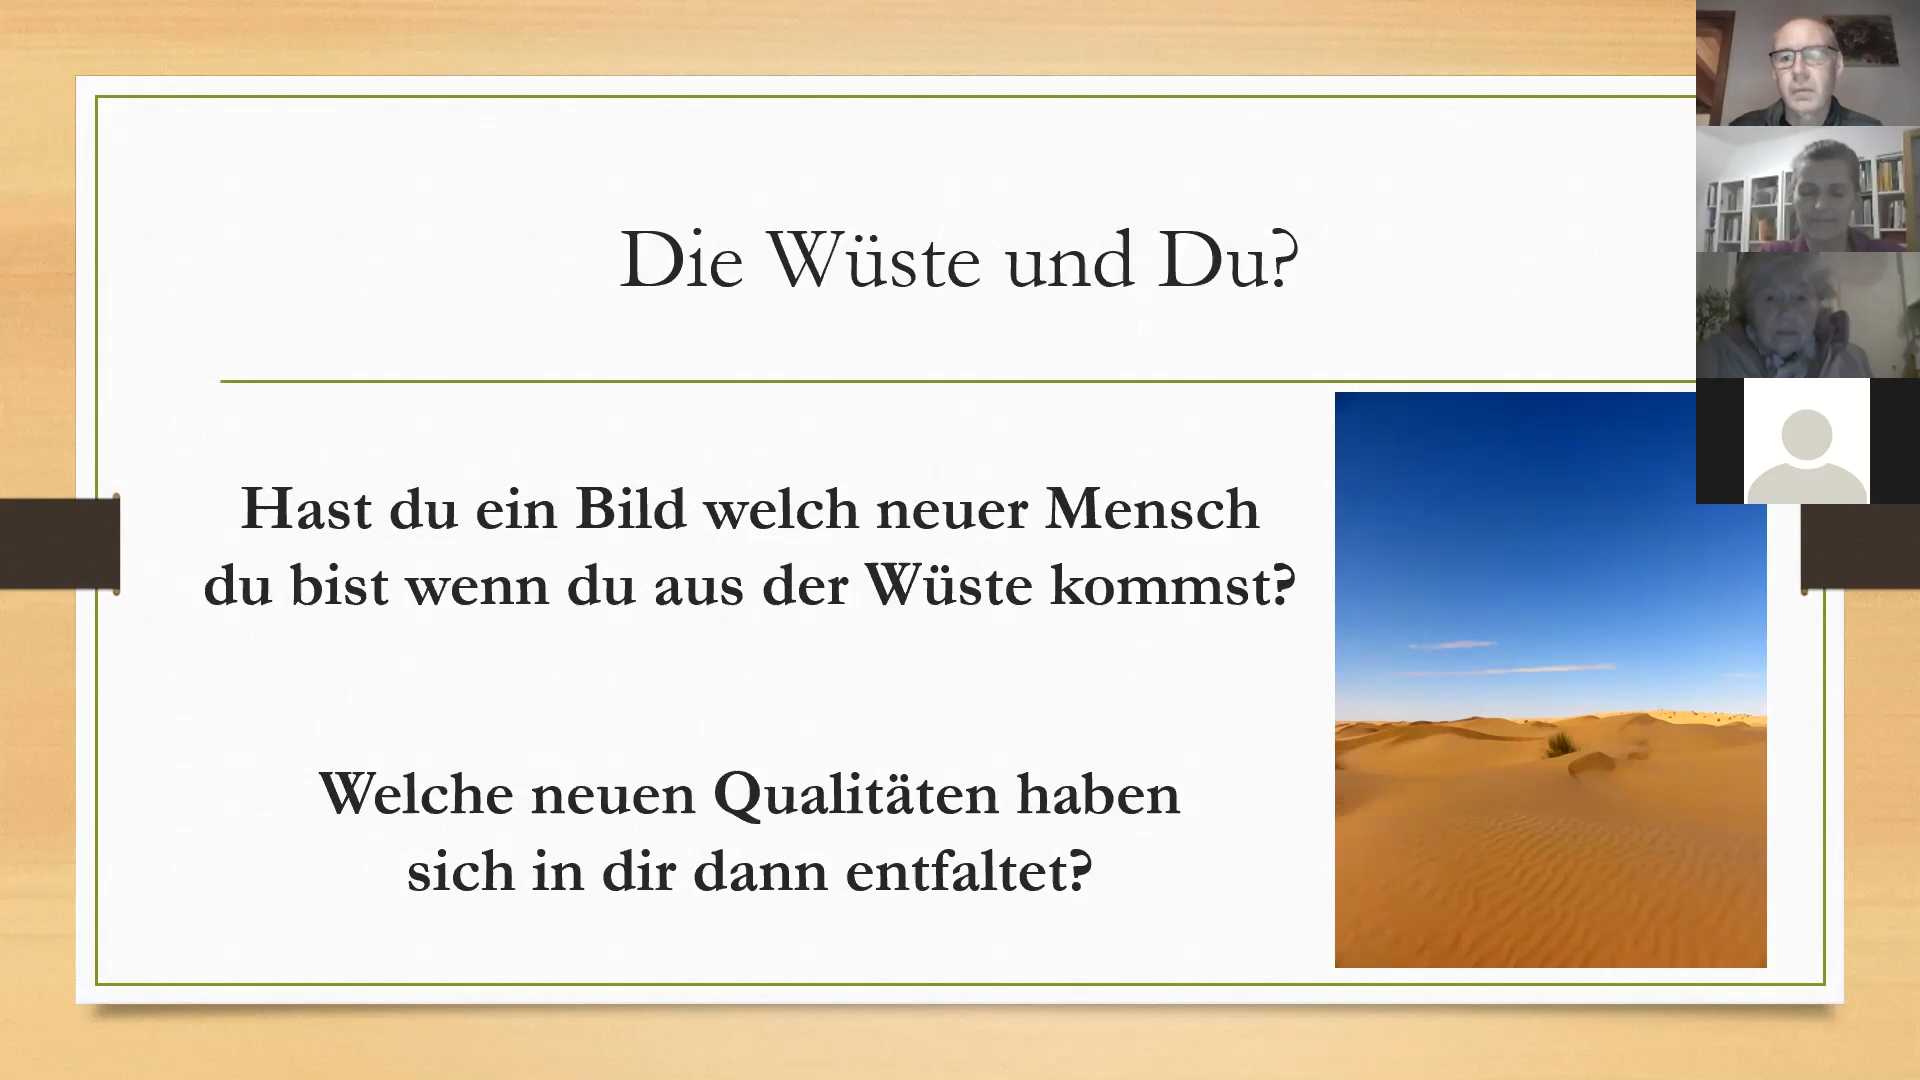 Die Wüste und Du?
Hast du ein Bild welch neuer Mensch
du bist wenn du aus der Wüste kommst?
Welche neuen Qualitäten haben
sich in dir dann entfaltet?